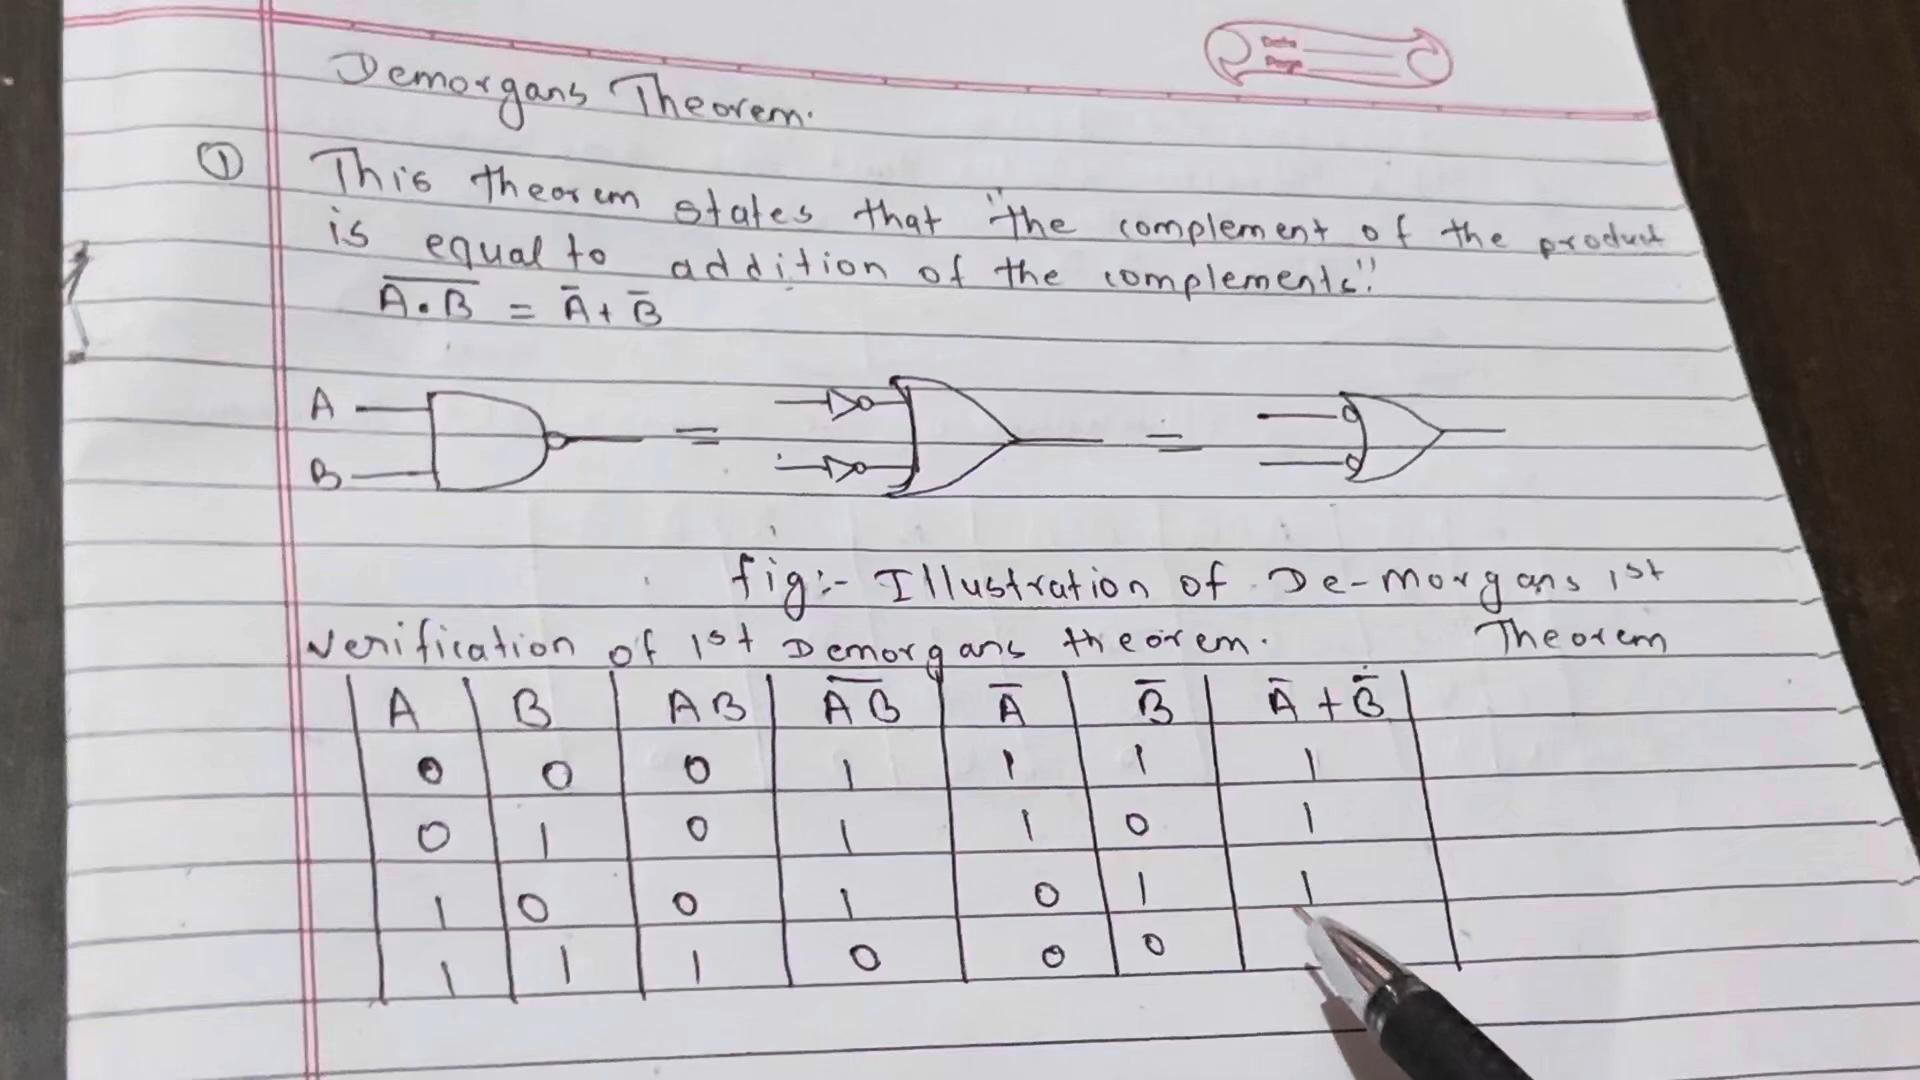 Date
Page
Demorgans Theorem.
① This theorem states that "the complement of the product
is equal to addition of the complements."
A̅.̅B̅ = A̅ + B̅
A
B
fig:- Illustration of De-morgans 1st
Theorem
verification of 1st Demorgans theorem.
A B AB A̅B̅ A̅ B̅ A̅ + B̅
0 0 0 1 1 1 1
0 1 0 1 1 0 1
1 0 0 1 0 1 1
1 1 1 0 0 0